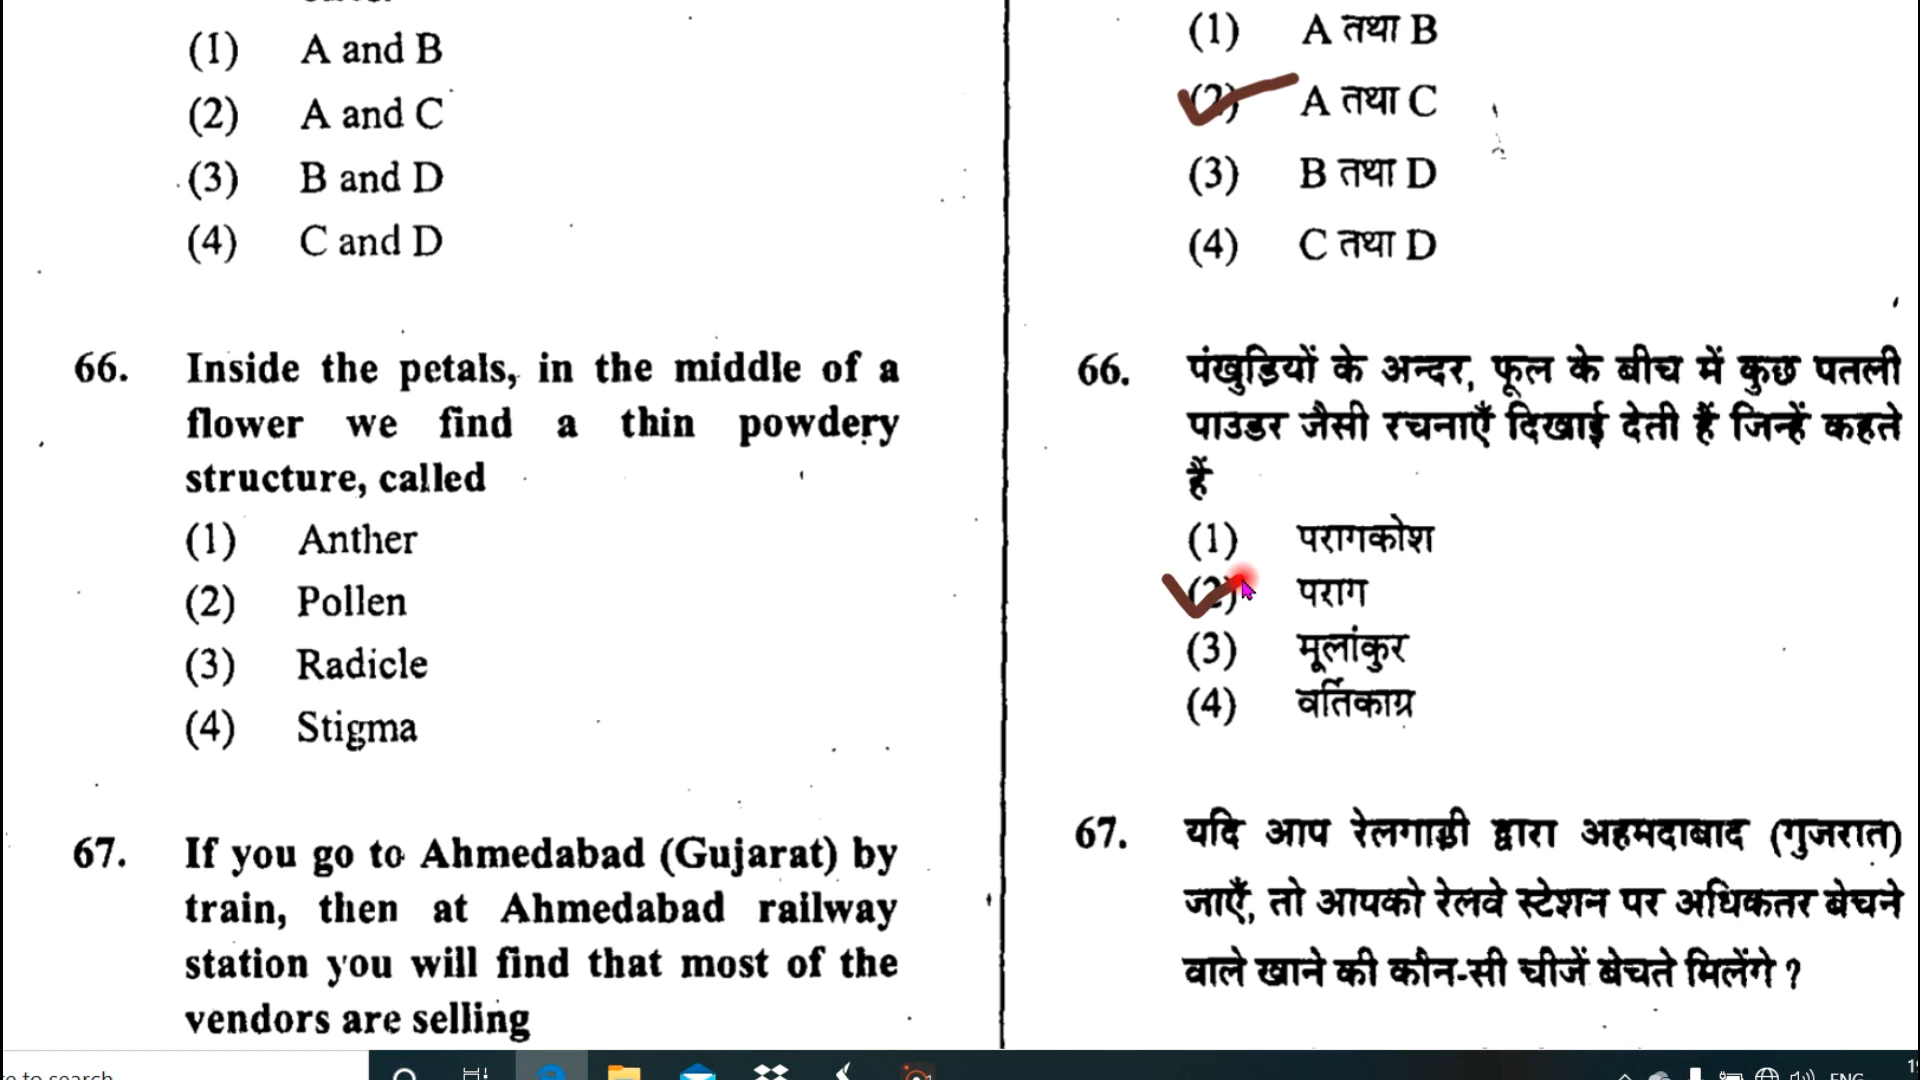 (1) A and B
(2) A and C
(3) B and D
(4) C and D
66. Inside the petals, in the middle of a
flower we find a thin powdery
structure, called
(1) Anther
(2) Pollen
(3) Radicle
(4) Stigma
67. If you go to Ahmedabad (Gujarat) by
train, then at Ahmedabad railway
station you will find that most of the
vendors are selling
(1) A तथा B
(2) A तथा C
(3) B तथा D
(4) C तथा D
66. पंखुड़ियों के अन्दर, फूल के बीच में कुछ पतली
पाउडर जैसी रचनाएँ दिखाई देती हैं जिन्हें कहते
हैं
(1) परागकोश
(2) पराग
(3) मूलांकुर
(4) वर्तिकाग्र
67. यदि आप रेलगाड़ी द्वारा अहमदाबाद (गुजरात)
जाएँ, तो आपको रेलवे स्टेशन पर अधिकतर बेचने
वाले खाने की कौन-सी चीजें बेचते मिलेंगे ?
to search
ENG